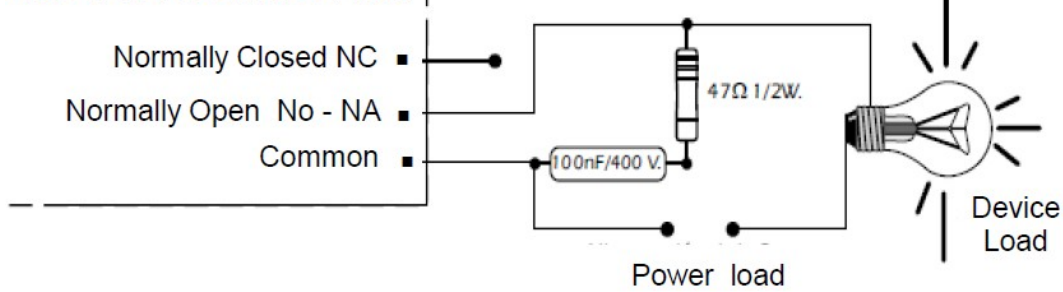 Normally Closed NC
Normally Open No - NA
Common
47Ω 1/2W.
100nF/400 V.
Device
Load
Power load